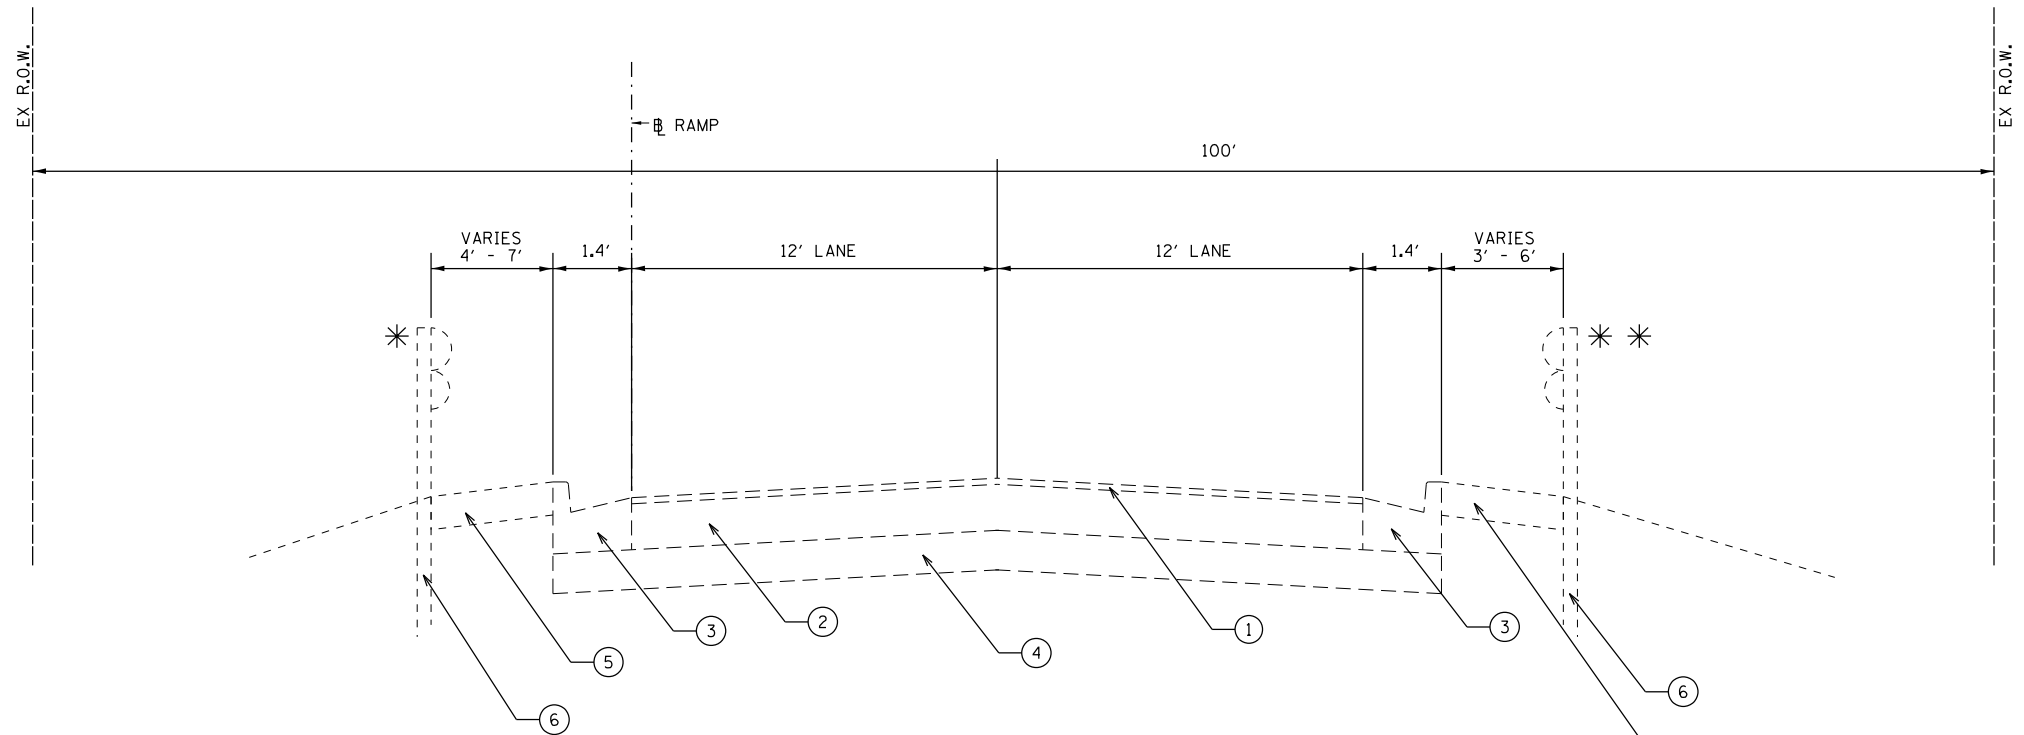 EX R.O.W.
EX R.O.W.
℄ RAMP
100'
VARIES
4' - 7'
1.4'
12' LANE
12' LANE
1.4'
VARIES
3' - 6'
* 
* *
1
2
3
3
4
5
6
6